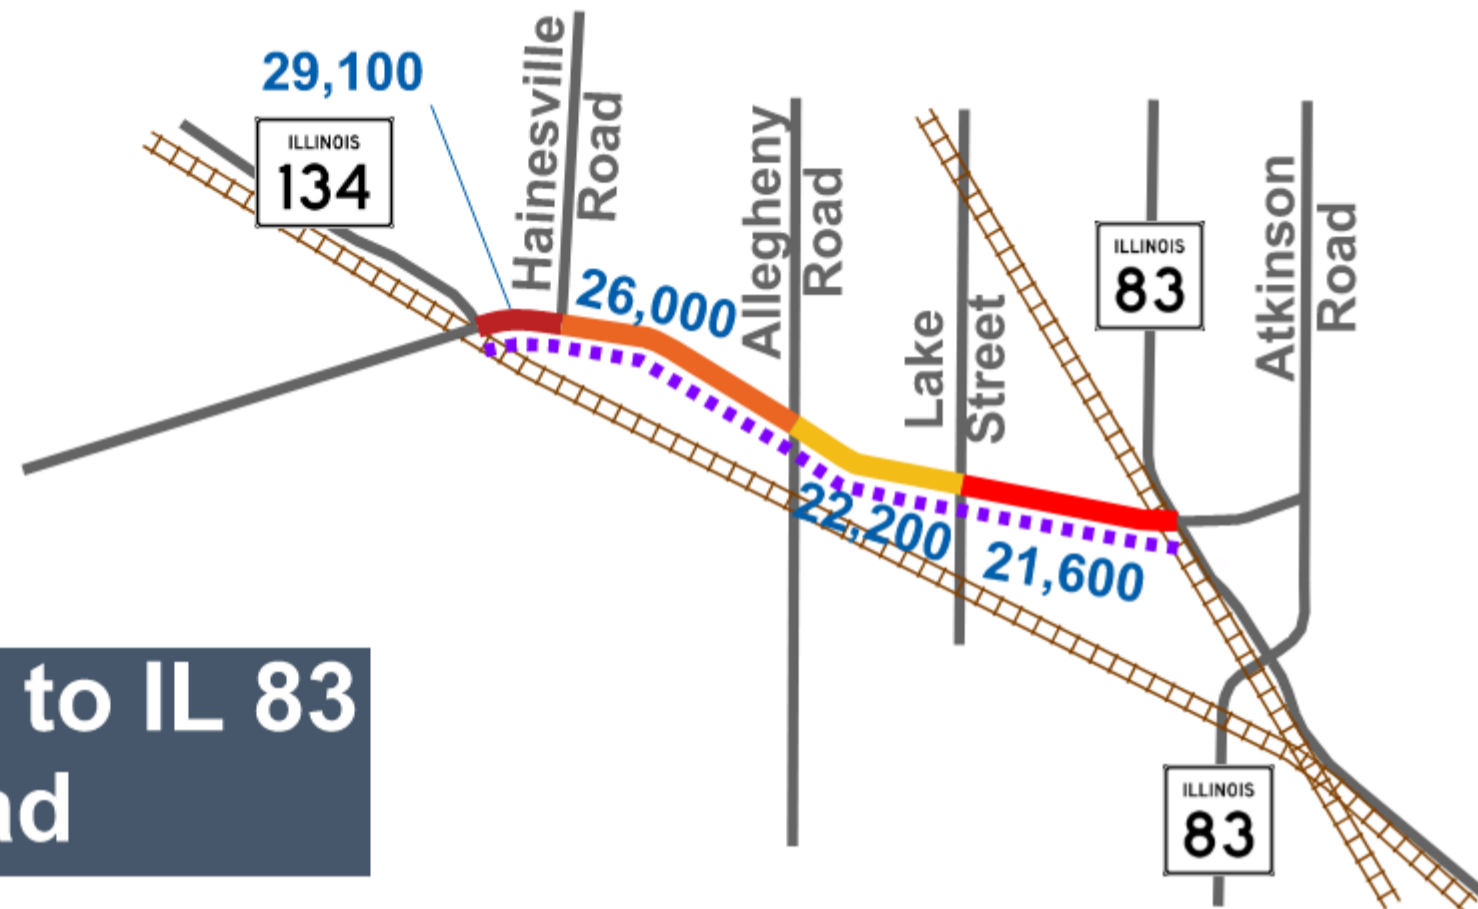 29,100
ILLINOIS
134
Hainesville
Road
26,000
Allegheny
Road
Lake
Street
ILLINOIS
83
Atkinson
Road
22,200
21,600
to IL 83
ad
ILLINOIS
83